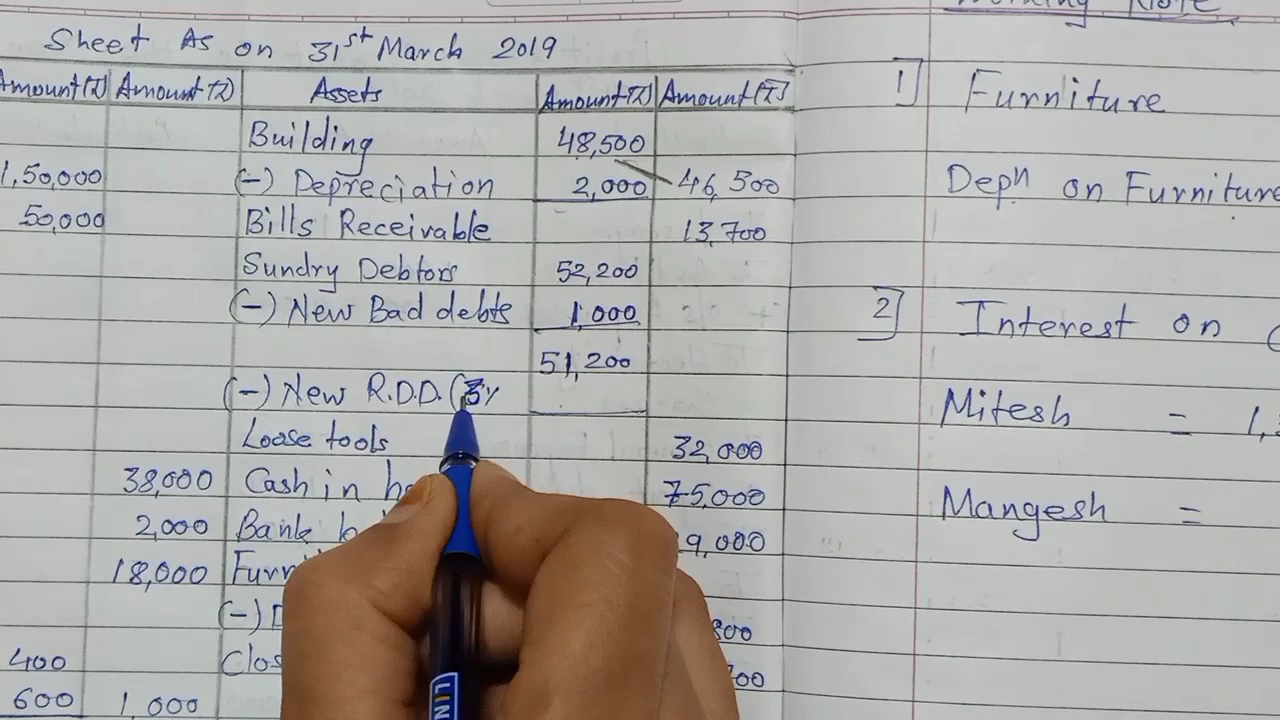 Sheet As on 31st March 2019
Amount(₹) Amount(₹) Assets Amount(₹) Amount(₹)
Building 48,500
1,50,000 (-) Depreciation 2,000 46,500
50,000 Bills Receivable 13,700
Sundry Debtors 52,200
(-) New Bad debts 1,000
51,200
(-) New R.D.D.
Loose tools 32,000
38,000 Cash in 75,000
2,000 Bank
18,000
(-)
400
600 1,000
1] Furniture
Depn on Furniture
2] Interest on
Mitesh =
Mangesh =
LIN